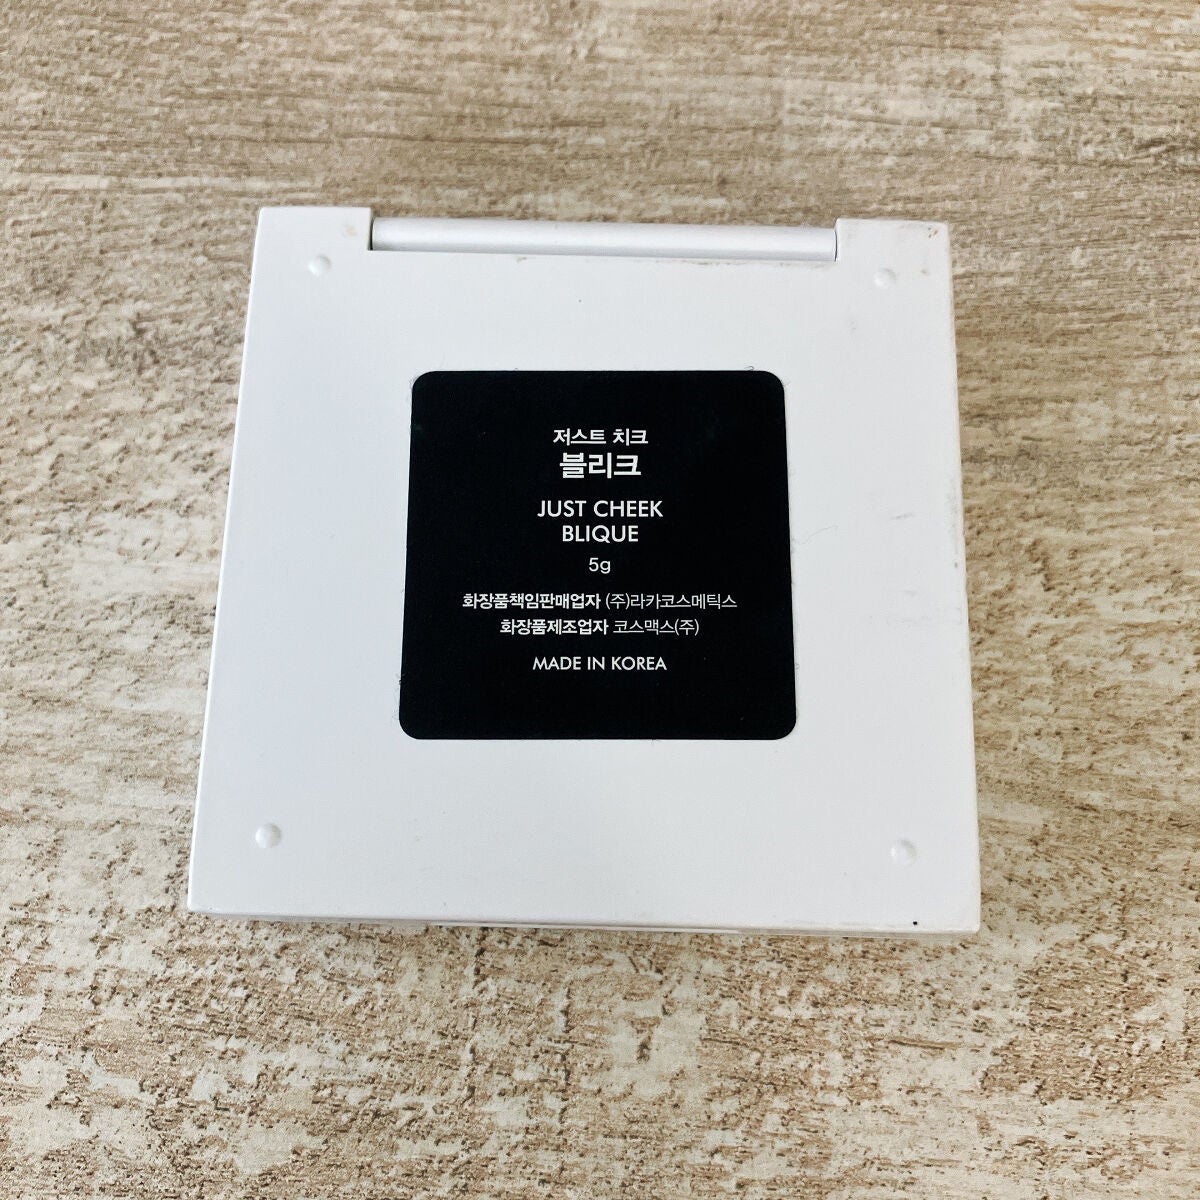 저스트 치크
블리크
JUST CHEEK
BLIQUE
5g
화장품책임판매업자 (주)라카코스메틱스
화장품제조업자 코스맥스(주)
MADE IN KOREA